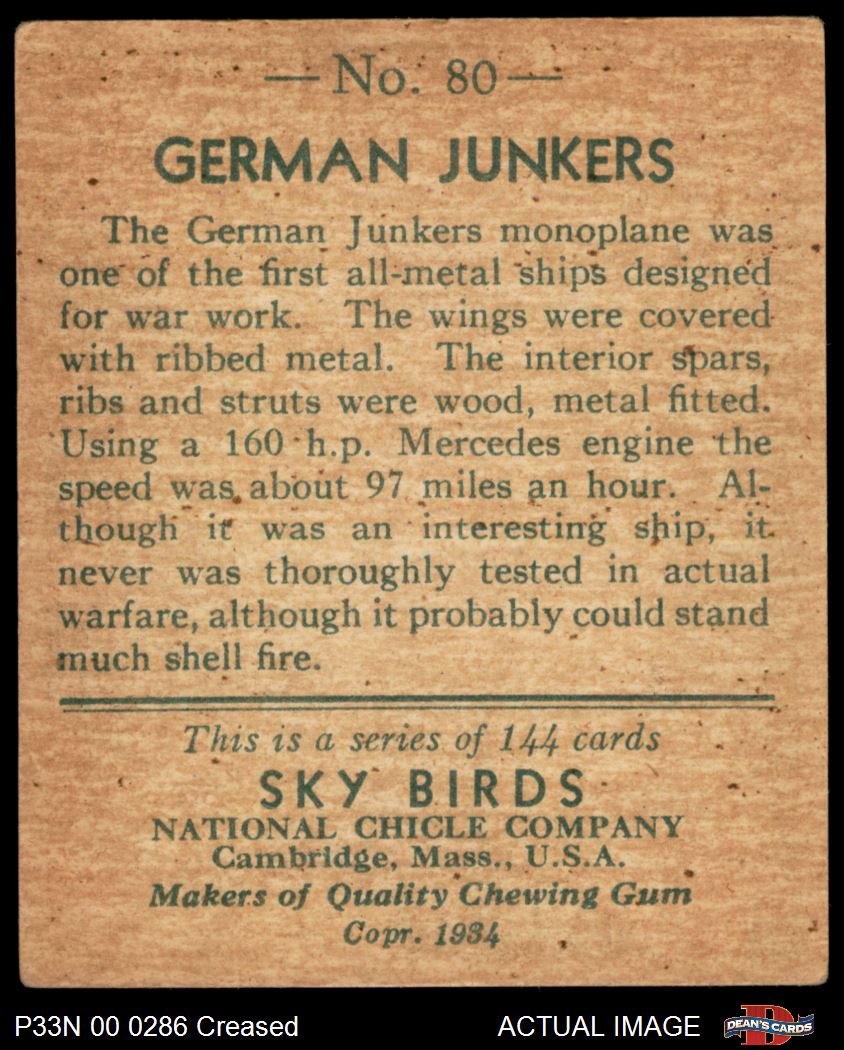 —No. 80—
GERMAN JUNKERS
The German Junkers monoplane was
one of the first all-metal ships designed
for war work. The wings were covered
with ribbed metal. The interior spars,
ribs and struts were wood, metal fitted.
Using a 160 h.p. Mercedes engine the
speed was about 97 miles an hour. Al-
though it was an interesting ship, it
never was thoroughly tested in actual
warfare, although it probably could stand
much shell fire.
This is a series of 144 cards
SKY BIRDS
NATIONAL CHICLE COMPANY
Cambridge, Mass., U.S.A.
Makers of Quality Chewing Gum
Copr. 1934
P33N 00 0286 Creased
ACTUAL IMAGE
D
DEAN'S CARDS